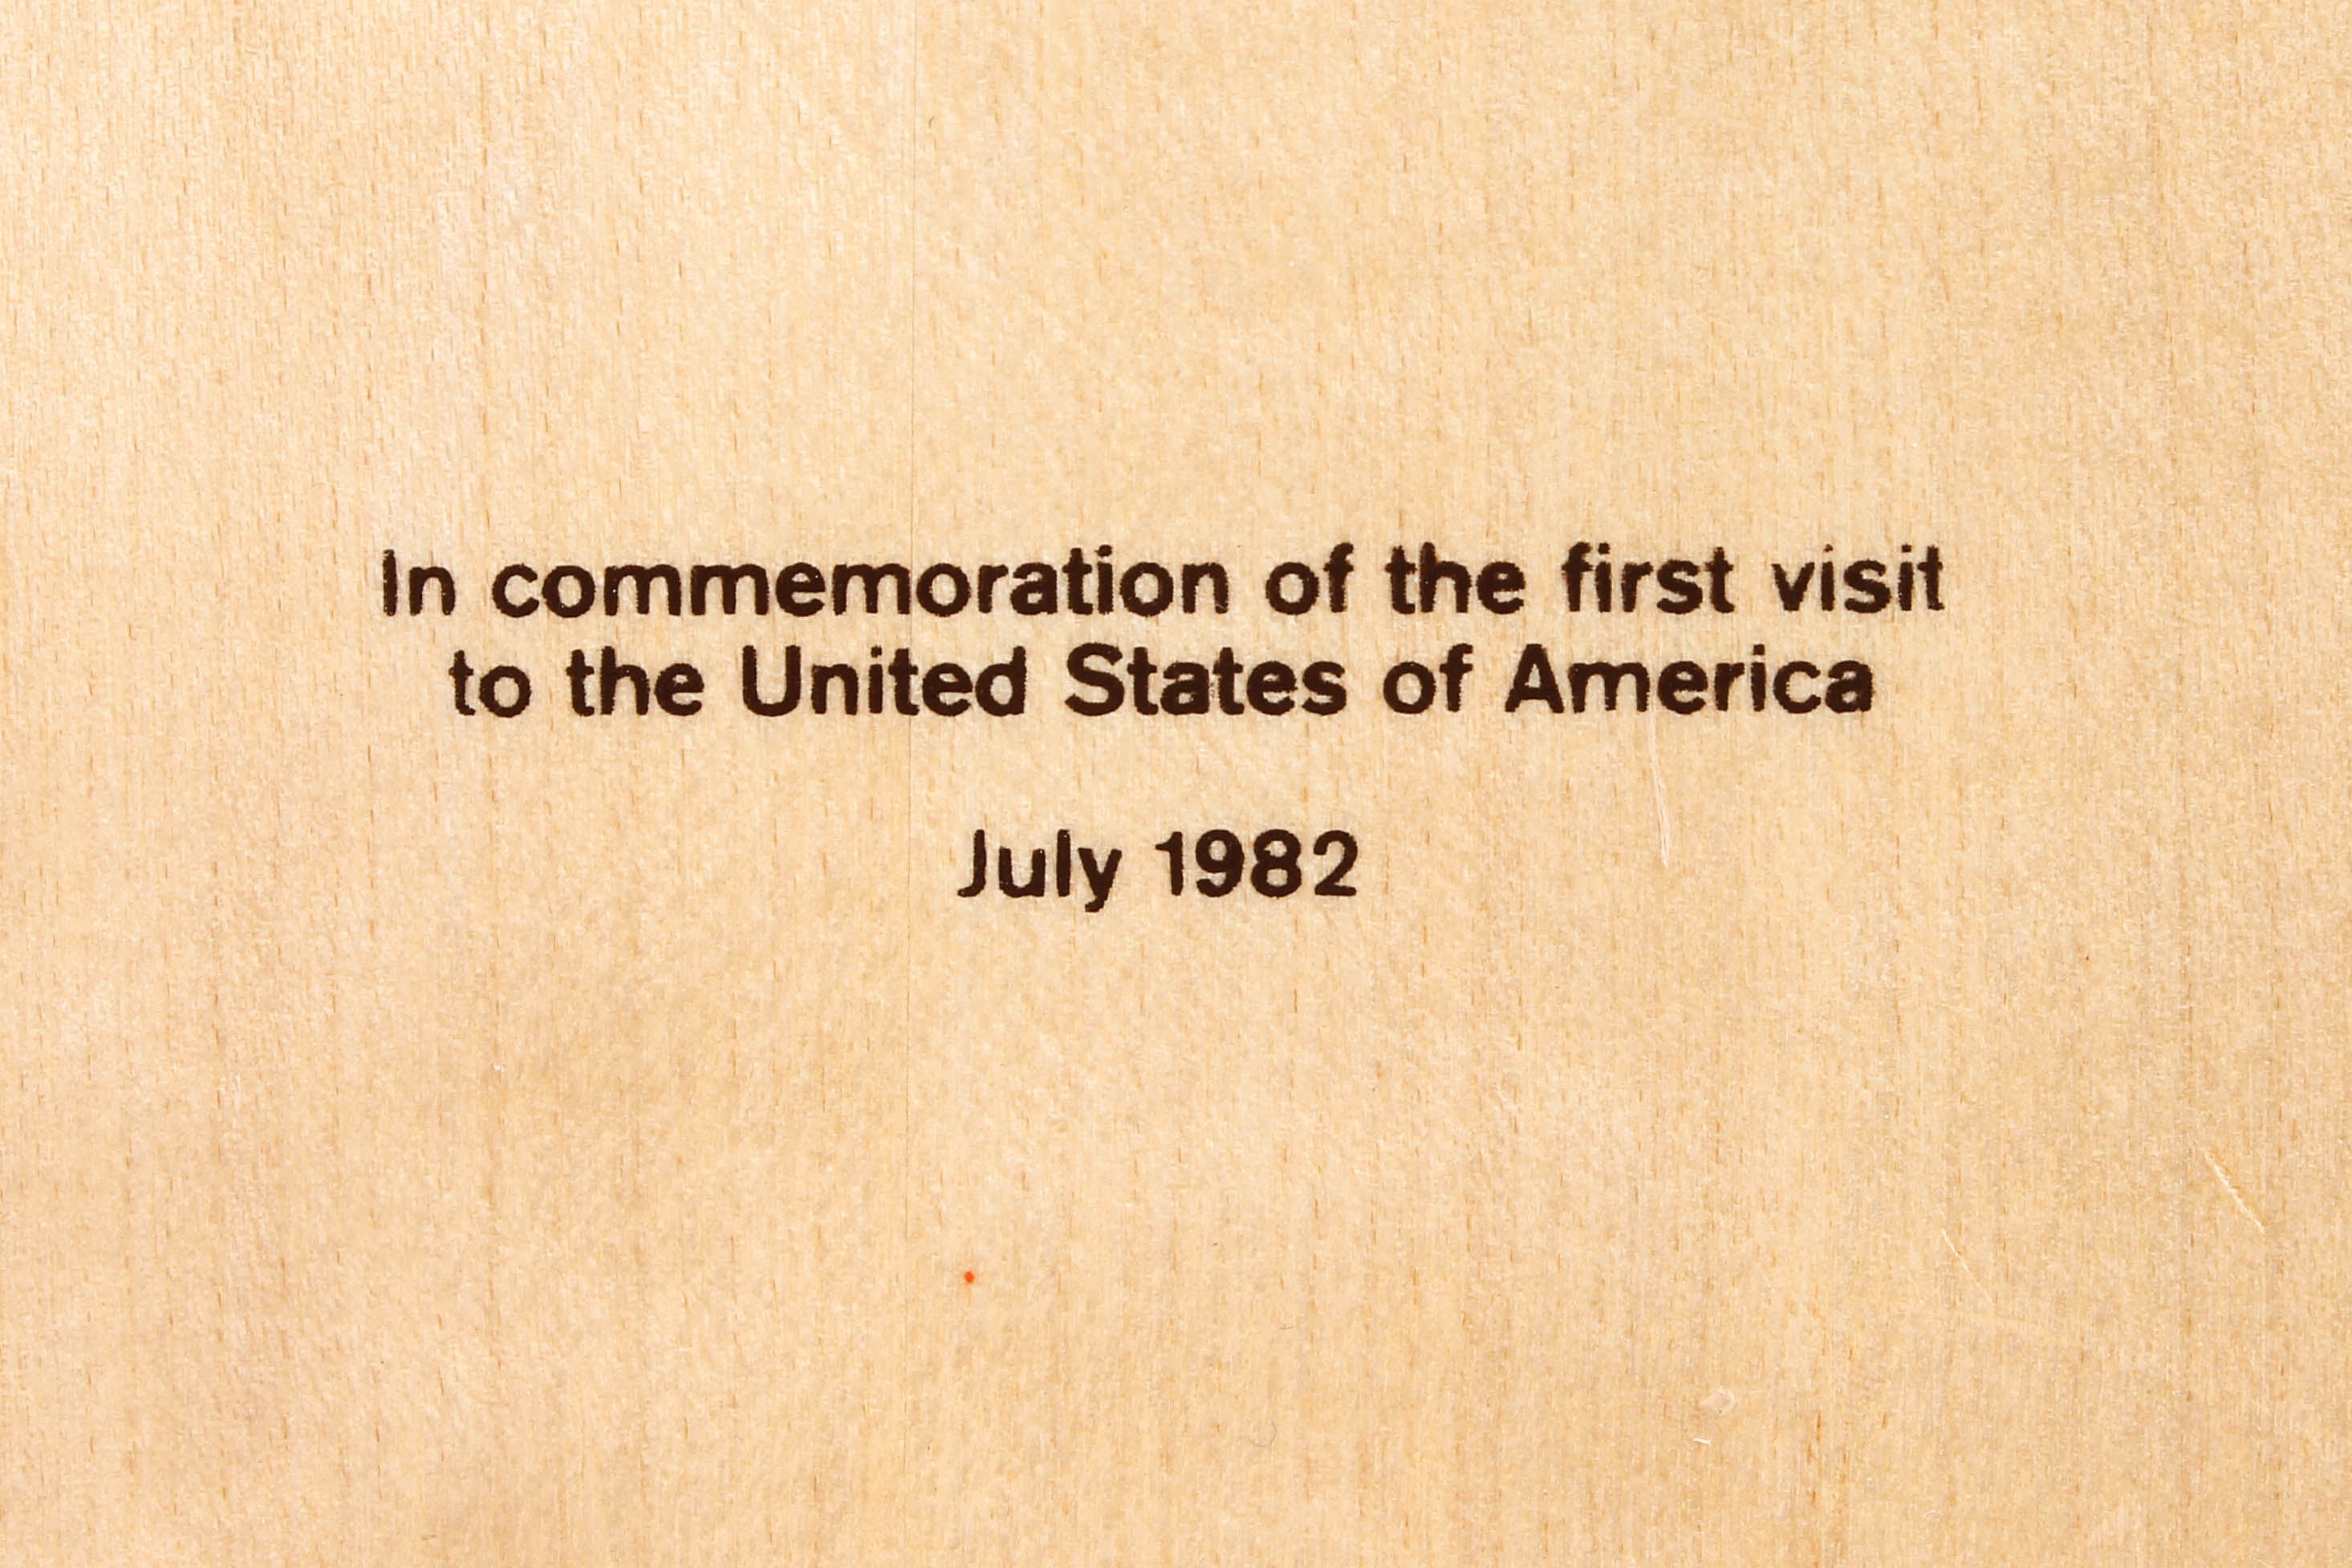 In commemoration of the first visit
to the United States of America
July 1982